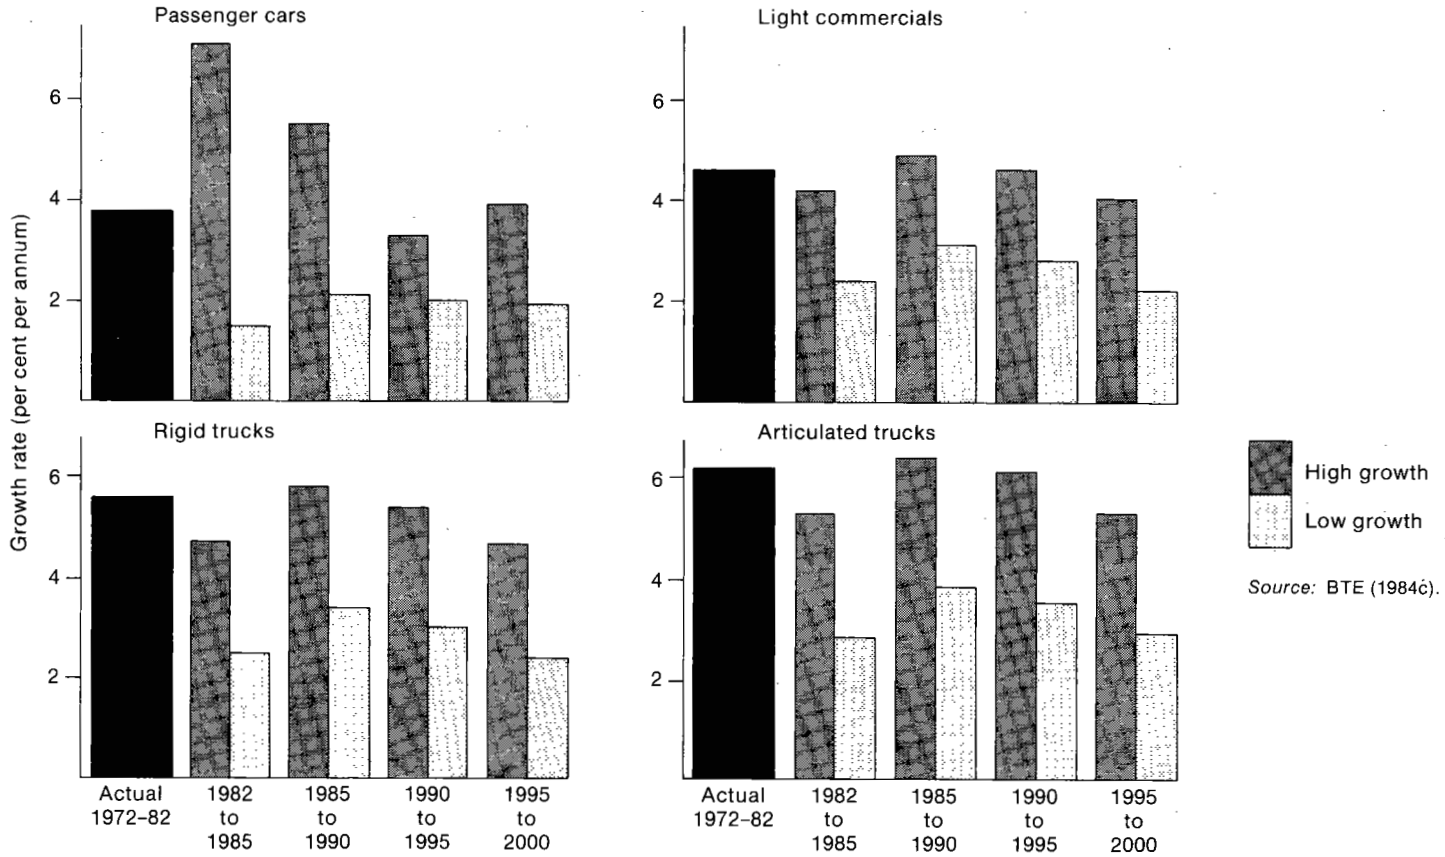 Passenger cars
Light commercials
6
4
2
6
4
2
Growth rate (per cent per annum)
Rigid trucks
Articulated trucks
6
4
2
6
4
2
High growth
Low growth
Source: BTE (1984c).
Actual
1972–82
1982
to
1985
1985
to
1990
1990
to
1995
1995
to
2000
Actual
1972–82
1982
to
1985
1985
to
1990
1990
to
1995
1995
to
2000